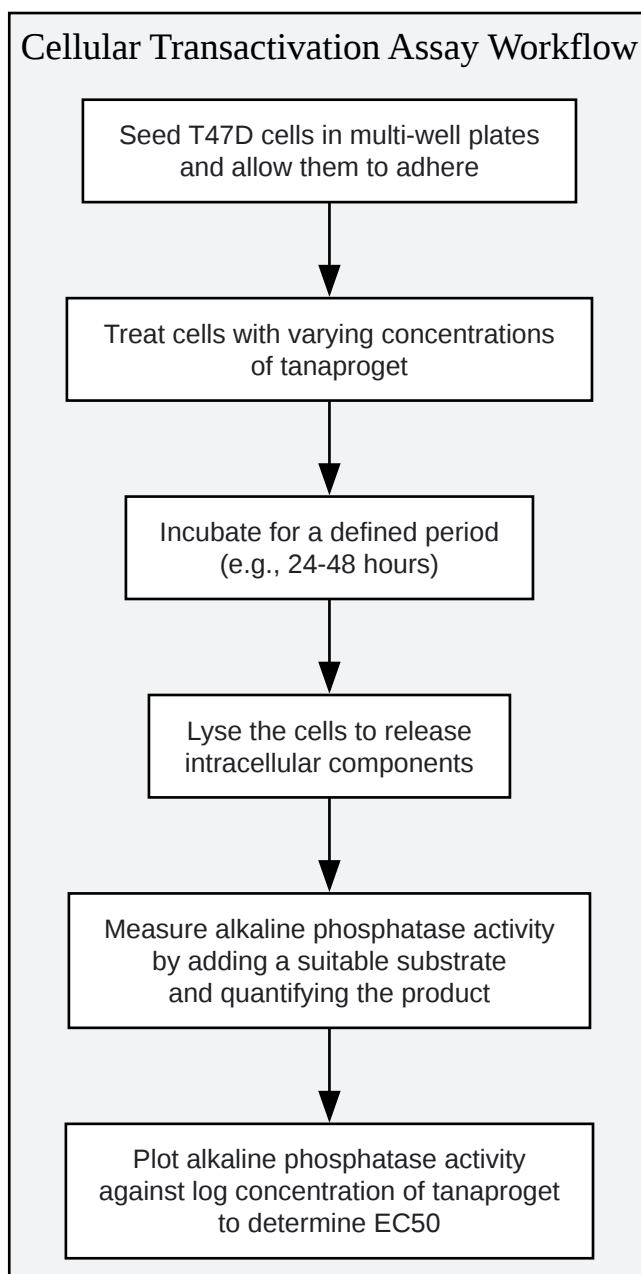 Cellular Transactivation Assay Workflow
Seed T47D cells in multi-well plates
and allow them to adhere
Treat cells with varying concentrations
of tanaproget
Incubate for a defined period
(e.g., 24-48 hours)
Lyse the cells to release
intracellular components
Measure alkaline phosphatase activity
by adding a suitable substrate
and quantifying the product
Plot alkaline phosphatase activity
against log concentration of tanaproget
to determine EC50